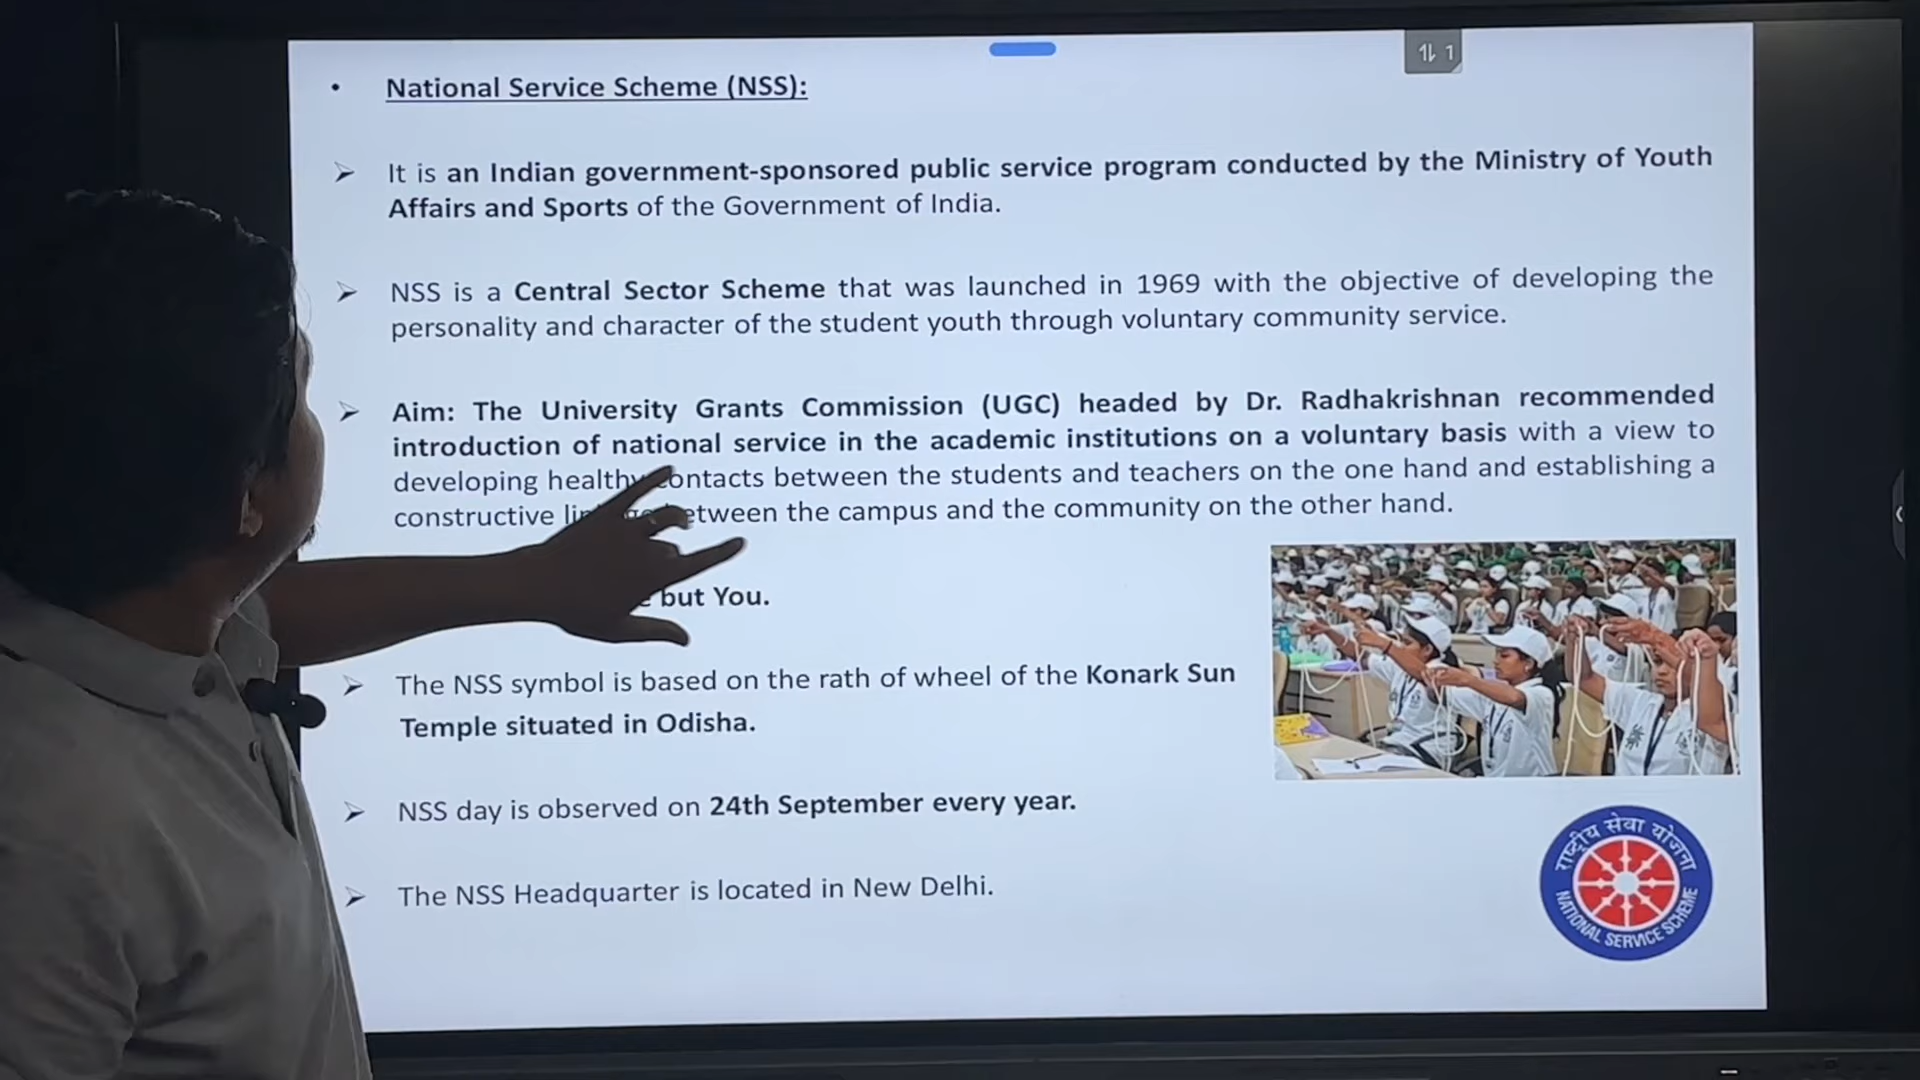 • National Service Scheme (NSS):
➢ It is an Indian government-sponsored public service program conducted by the Ministry of Youth
Affairs and Sports of the Government of India.
➢ NSS is a Central Sector Scheme that was launched in 1969 with the objective of developing the
personality and character of the student youth through voluntary community service.
➢ Aim: The University Grants Commission (UGC) headed by Dr. Radhakrishnan recommended
introduction of national service in the academic institutions on a voluntary basis with a view to
developing healthy contacts between the students and teachers on the one hand and establishing a
constructive between the campus and the community on the other hand.
but You.
➢ The NSS symbol is based on the rath of wheel of the Konark Sun
Temple situated in Odisha.
➢ NSS day is observed on 24th September every year.
➢ The NSS Headquarter is located in New Delhi.
1
राष्ट्रीय सेवा योजना
NATIONAL SERVICE SCHEME